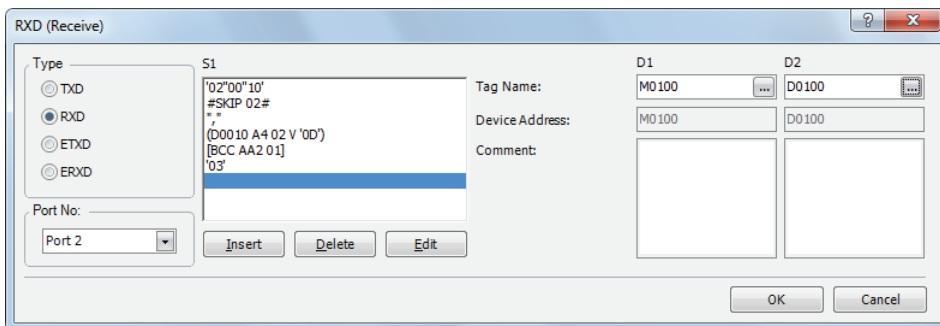 RXD (Receive)
Type
TXD
RXD
ETXD
ERXD
Port No:
Port 2
S1
'02''00''10'
#SKIP 02#
","
(D0010 A4 02 V '0D')
[BCC AA2 01]
'03'
Insert
Delete
Edit
D1
D2
Tag Name:
M0100
...
D0100
...
Device Address:
M0100
D0100
Comment:
OK
Cancel